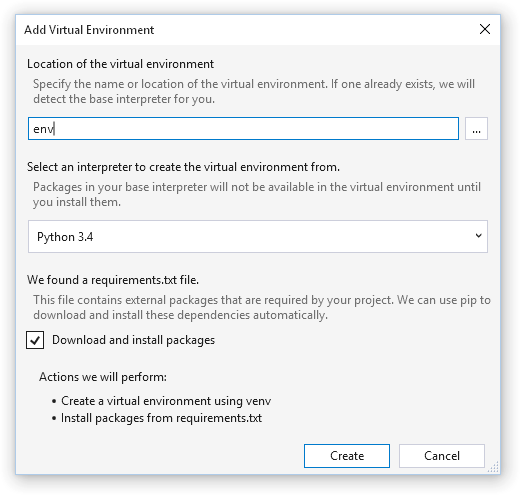 Add Virtual Environment
Location of the virtual environment
Specify the name or location of the virtual environment. If one already exists, we will
detect the base interpreter for you.
env
...
Select an interpreter to create the virtual environment from.
Packages in your base interpreter will not be available in the virtual environment until
you install them.
Python 3.4
We found a requirements.txt file.
This file contains external packages that are required by your project. We can use pip to
download and install these dependencies automatically.
Download and install packages
Actions we will perform:
• Create a virtual environment using venv
• Install packages from requirements.txt
Create
Cancel